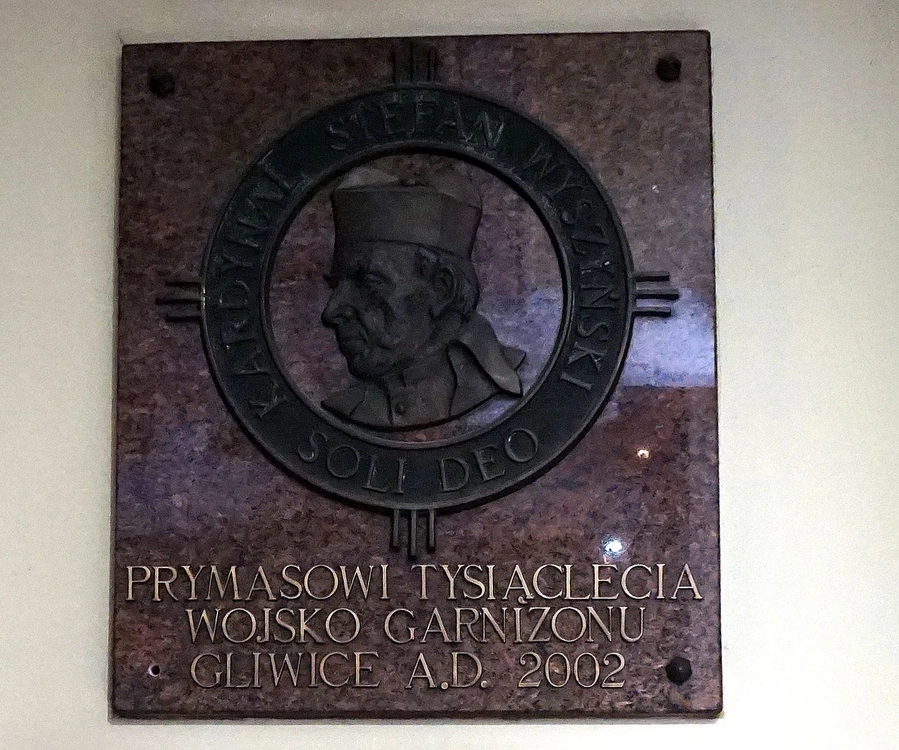 KARDYNAŁ STEFAN WYSZYŃSKI
SOLI DEO
PRYMASOWI TYSIĄCLECIA
WOJSKO GARNIZONU
GLIWICE A.D. 2002